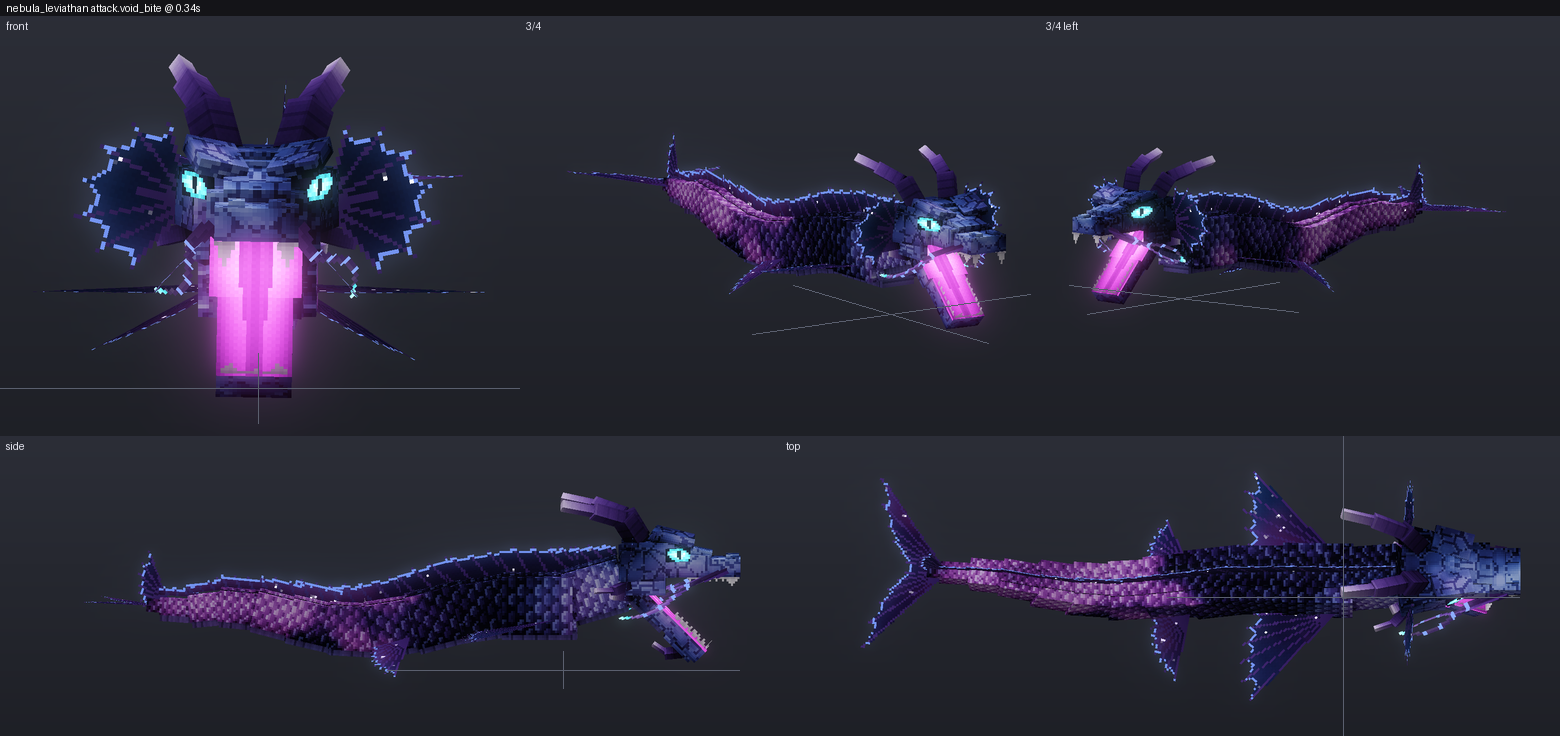 nebula_leviathan attack.void_bite @ 0.34s
front
3/4
3/4 left
side
top